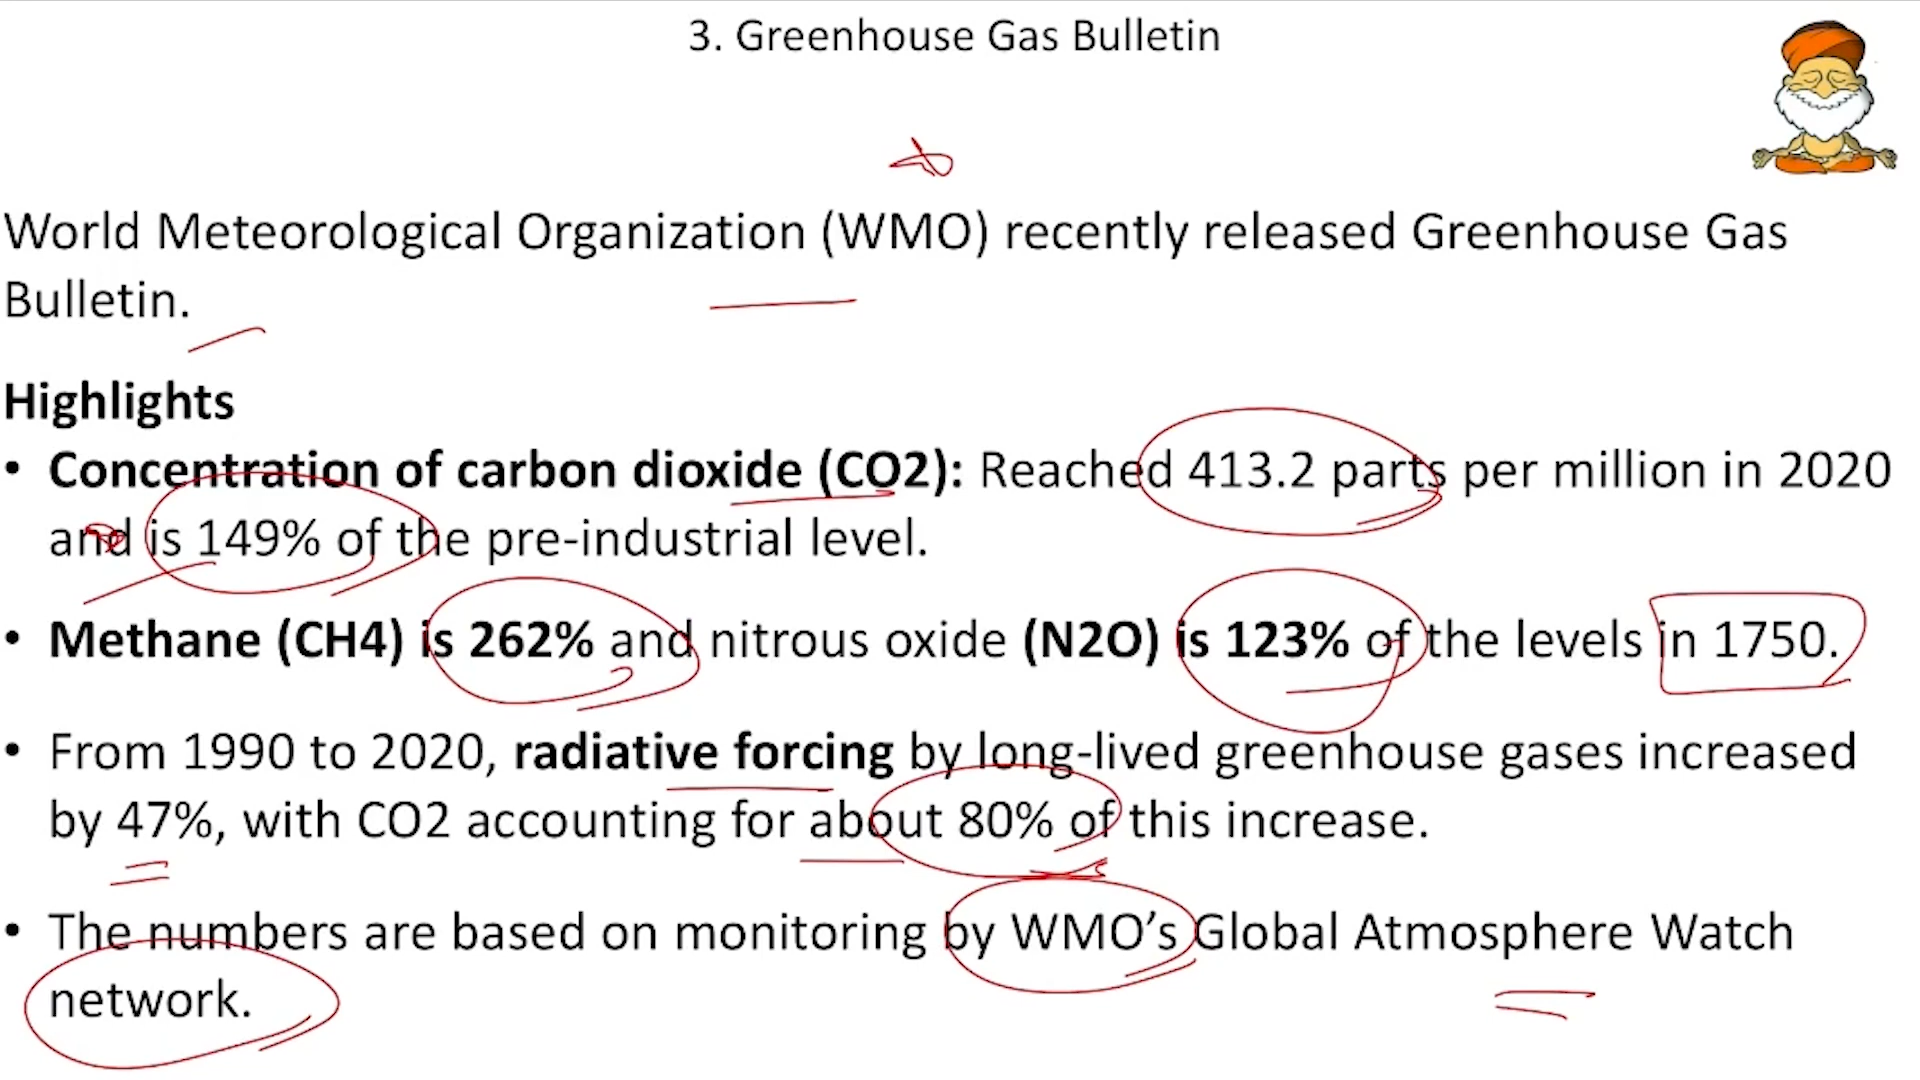 3. Greenhouse Gas Bulletin
World Meteorological Organization (WMO) recently released Greenhouse Gas
Bulletin.
Highlights
• Concentration of carbon dioxide (CO2): Reached 413.2 parts per million in 2020
and is 149% of the pre-industrial level.
• Methane (CH4) is 262% and nitrous oxide (N2O) is 123% of the levels in 1750.
• From 1990 to 2020, radiative forcing by long-lived greenhouse gases increased
by 47%, with CO2 accounting for about 80% of this increase.
• The numbers are based on monitoring by WMO’s Global Atmosphere Watch
network.